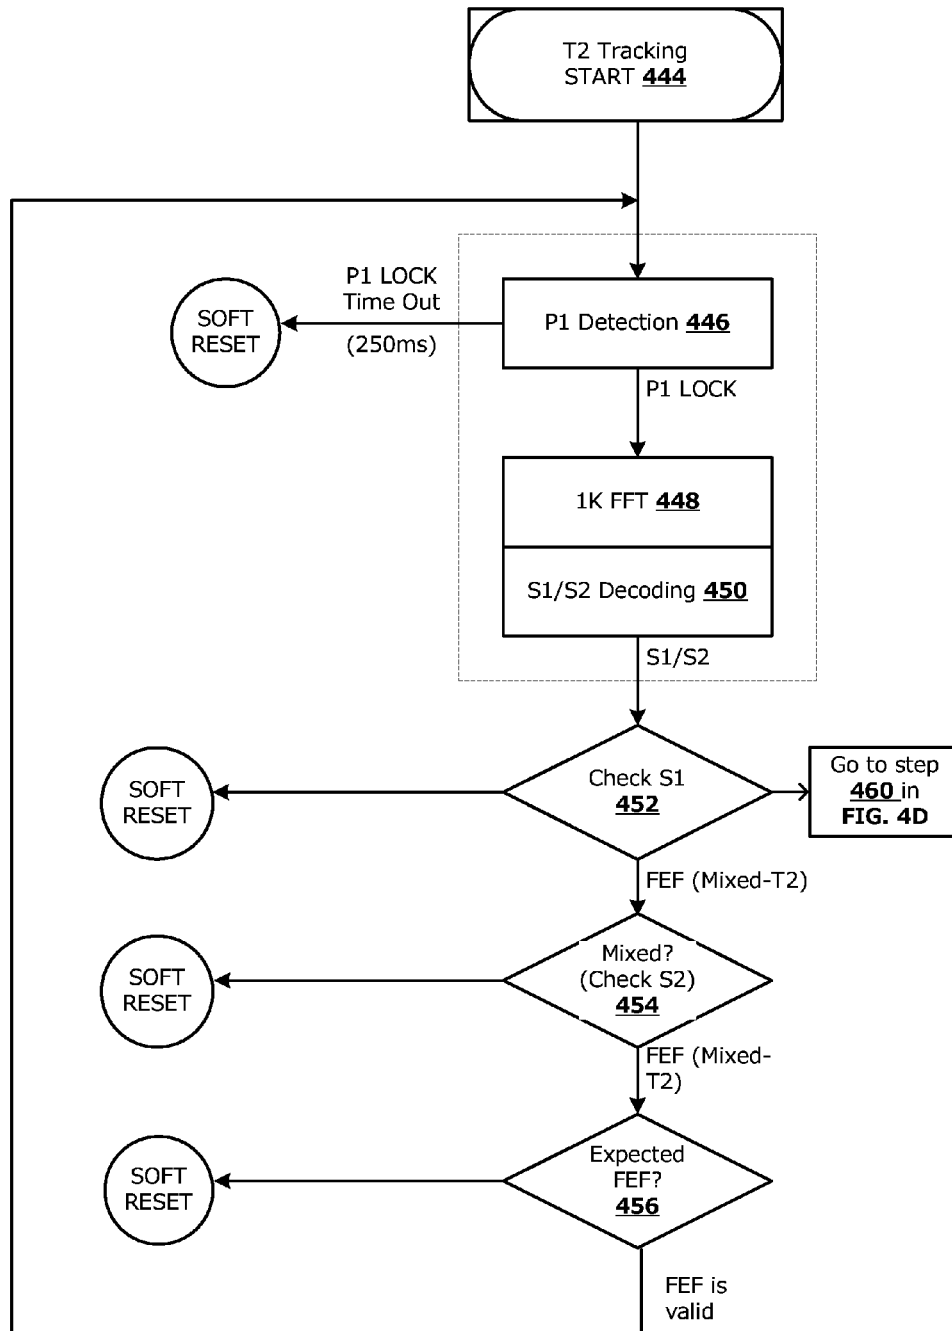 T2 Tracking
START 444
P1 LOCK
Time Out
(250ms)
SOFT
RESET
P1 Detection 446
P1 LOCK
1K FFT 448
S1/S2 Decoding 450
S1/S2
SOFT
RESET
Check S1
452
Go to step
460 in
FIG. 4D
FEF (Mixed-T2)
SOFT
RESET
Mixed?
(Check S2)
454
FEF (Mixed-
T2)
SOFT
RESET
Expected
FEF?
456
FEF is
valid